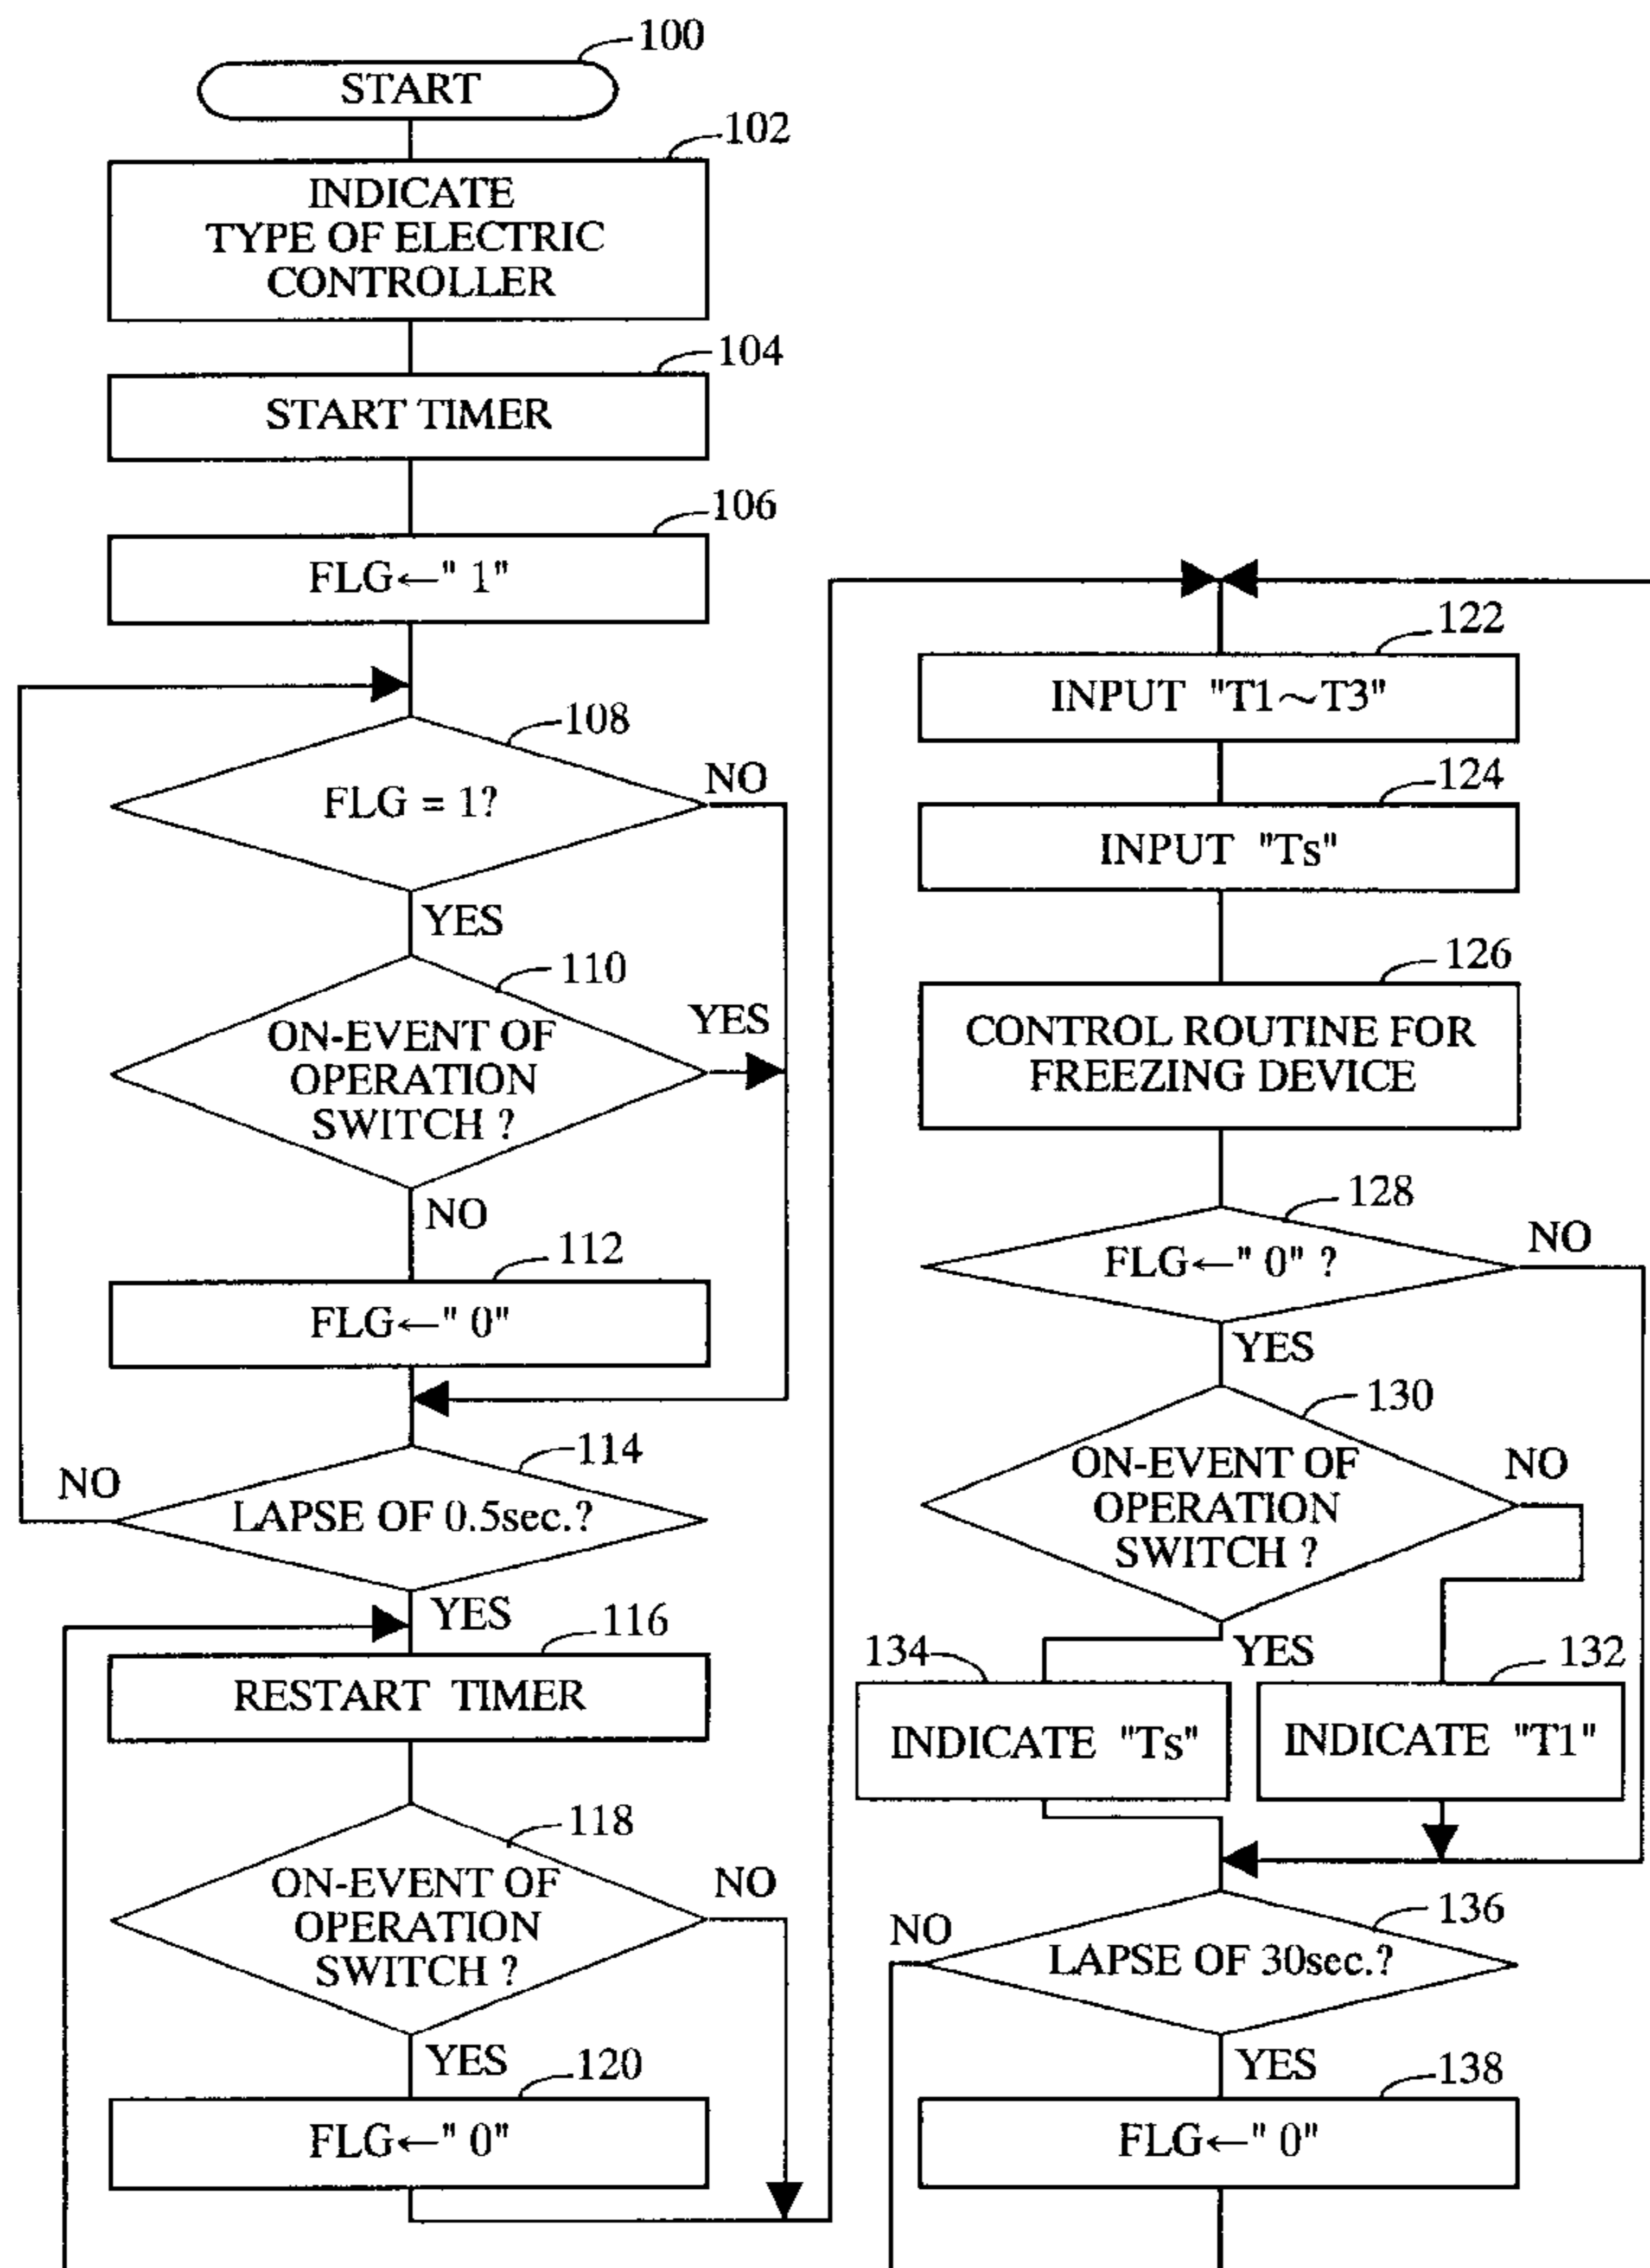 100
START
102
INDICATE
TYPE OF ELECTRIC
CONTROLLER
104
START TIMER
106
FLG←" 1"
108
FLG = 1?
NO
YES
110
ON-EVENT OF
OPERATION
SWITCH ?
YES
NO
112
FLG←" 0"
114
NO
LAPSE OF 0.5sec.?
YES
116
RESTART TIMER
118
ON-EVENT OF
OPERATION
SWITCH ?
NO
YES
120
FLG←" 0"
122
INPUT "T1~T3"
124
INPUT "Ts"
126
CONTROL ROUTINE FOR
FREEZING DEVICE
128
FLG←" 0" ?
NO
YES
130
ON-EVENT OF
OPERATION
SWITCH ?
NO
YES
134
INDICATE "Ts"
132
INDICATE "T1"
136
NO
LAPSE OF 30sec.?
YES
138
FLG←" 0"